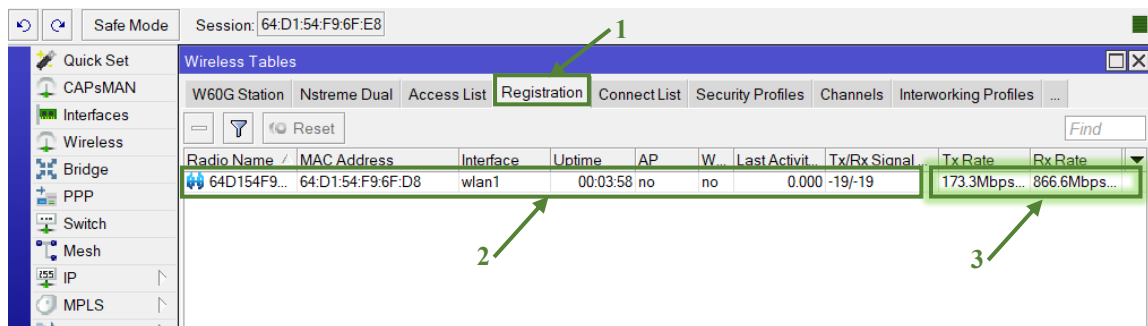 Safe Mode Session: 64:D1:54:F9:6F:E8
1
Quick Set
CAPsMAN
Interfaces
Wireless
Bridge
PPP
Switch
Mesh
IP
MPLS
Wireless Tables
W60G Station Nstreme Dual Access List Registration Connect List Security Profiles Channels Interworking Profiles ...
Reset Find
Radio Name MAC Address Interface Uptime AP W... Last Activit... Tx/Rx Signal ... Tx Rate Rx Rate
64D154F9... 64:D1:54:F9:6F:D8 wlan1 00:03:58 no no 0.000 -19/-19 173.3Mbps... 866.6Mbps...
2 3